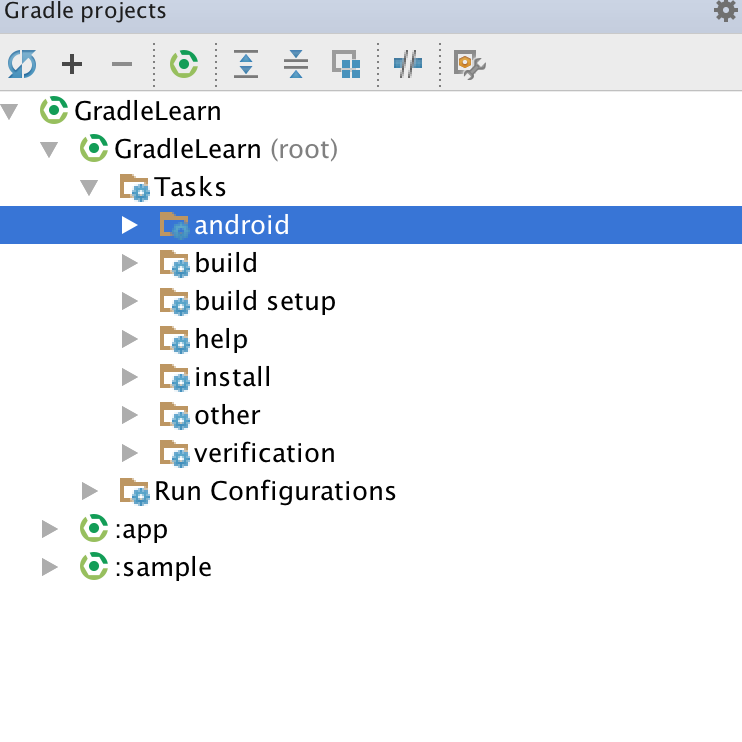 Gradle projects
GradleLearn
GradleLearn (root)
Tasks
android
build
build setup
help
install
other
verification
Run Configurations
:app
:sample